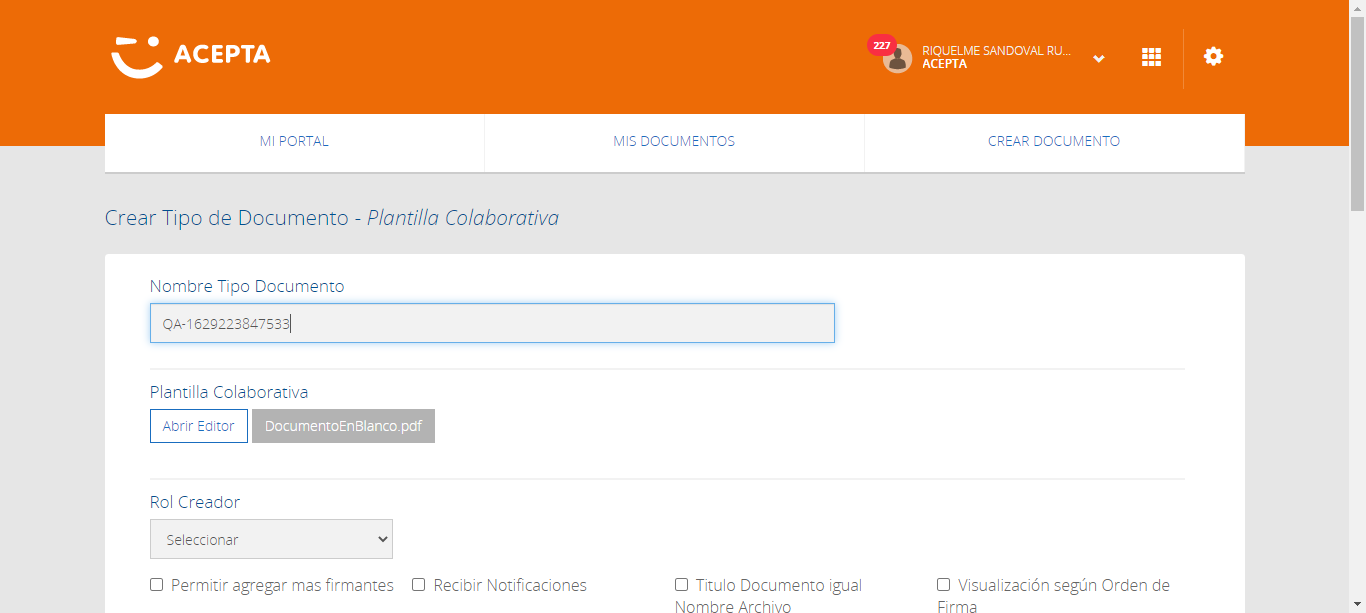 ACEPTA
227
RIQUELME SANDOVAL RU...
ACEPTA
MI PORTAL
MIS DOCUMENTOS
CREAR DOCUMENTO
Crear Tipo de Documento - Plantilla Colaborativa
Nombre Tipo Documento
QA-1629223847533
Plantilla Colaborativa
Abrir Editor
DocumentoEnBlanco.pdf
Rol Creador
Seleccionar
Permitir agregar mas firmantes
Recibir Notificaciones
Titulo Documento igual
Nombre Archivo
Visualización según Orden de
Firma